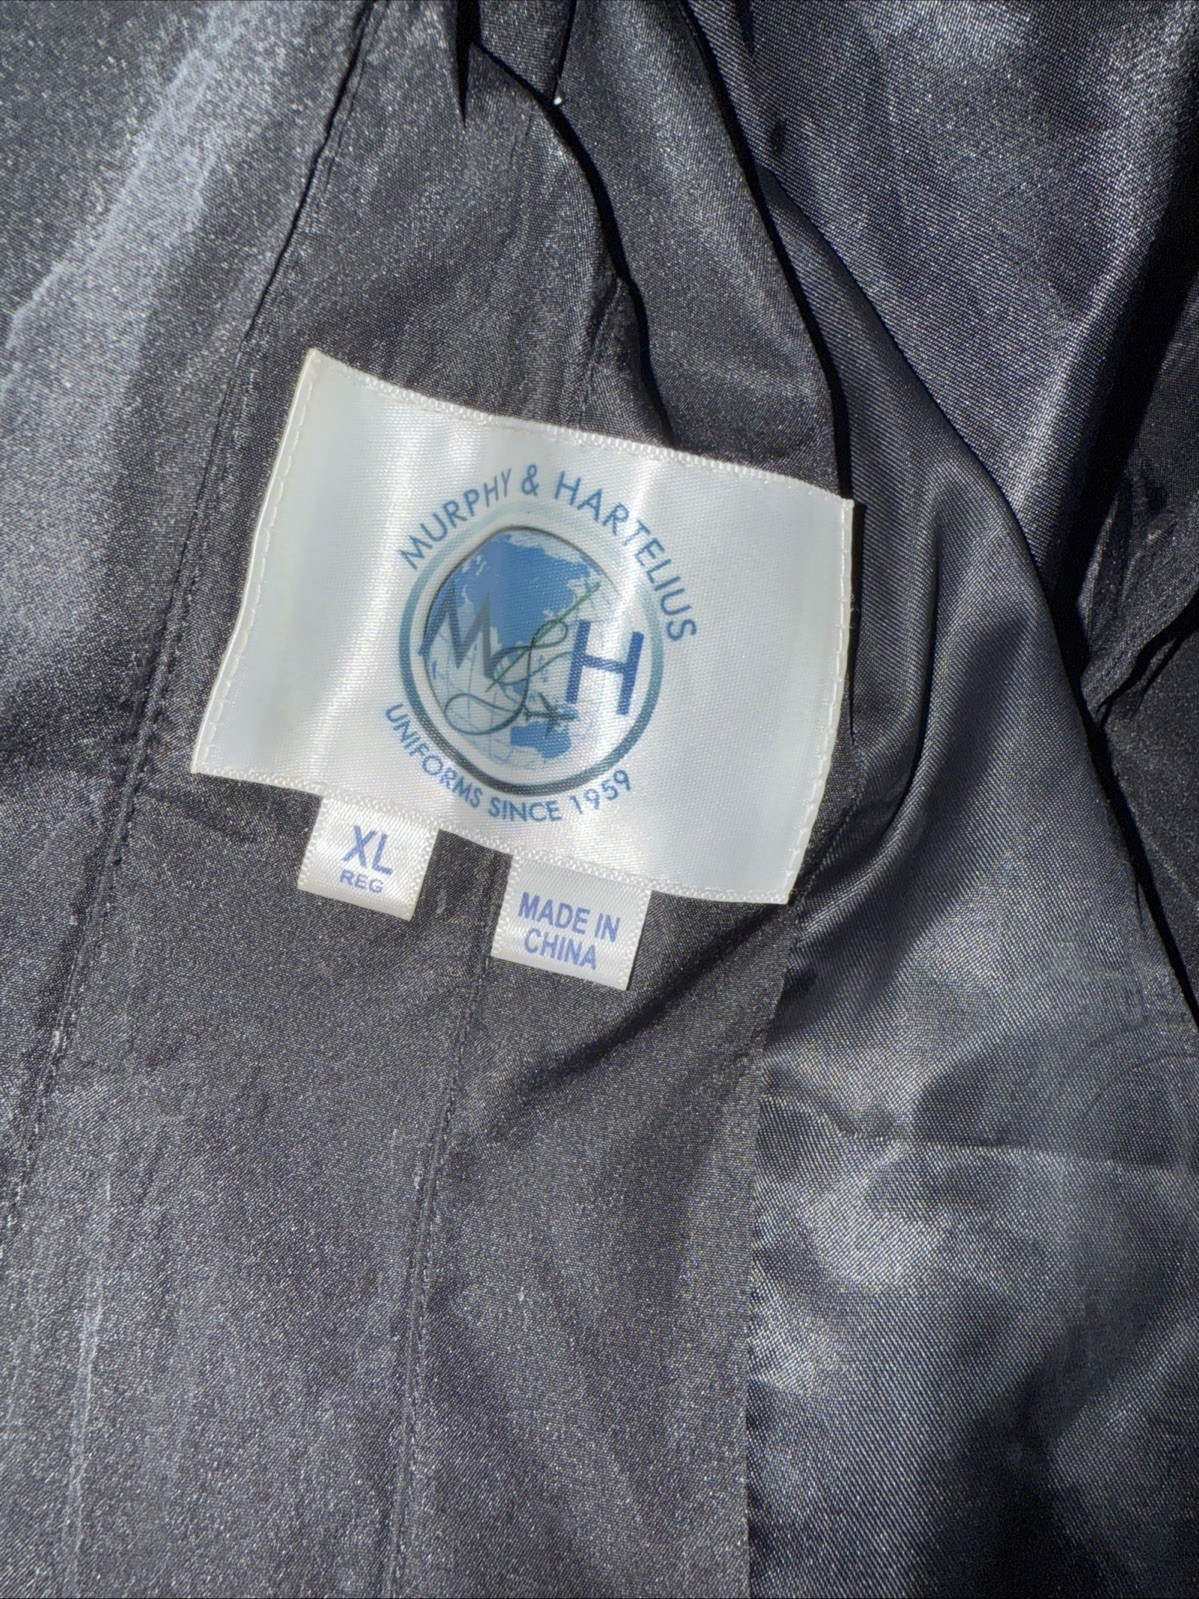 MURPHY & HARTELIUS
M&H
UNIFORMS SINCE 1959
XL
REG
MADE IN
CHINA